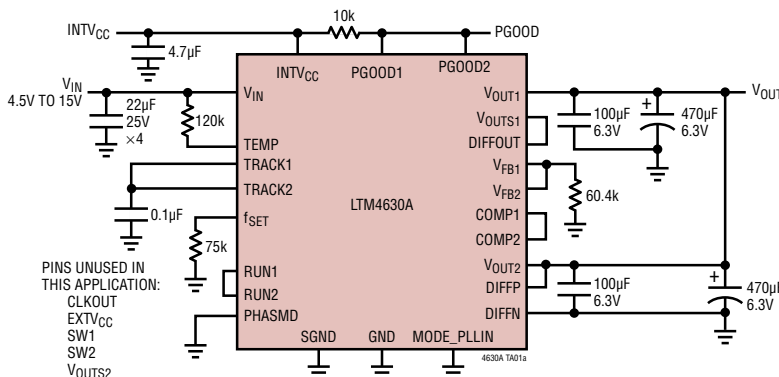 INTVCC
10k
PGOOD
4.7µF
INTVCC
PGOOD1
PGOOD2
VIN
4.5V TO 15V
22µF
25V
×4
120k
VIN
TEMP
TRACK1
TRACK2
0.1µF
fSET
75k
RUN1
RUN2
PHASMD
PINS UNUSED IN
THIS APPLICATION:
CLKOUT
EXTVCC
SW1
SW2
VOUTS2
LTM4630A
SGND
GND
MODE_PLLIN
VOUT1
VOUTS1
DIFFOUT
VFB1
VFB2
COMP1
COMP2
VOUT2
DIFFP
DIFFN
100µF
6.3V
+
470µF
6.3V
VOUT
60.4k
100µF
6.3V
+
470µF
6.3V
4630A TA01a